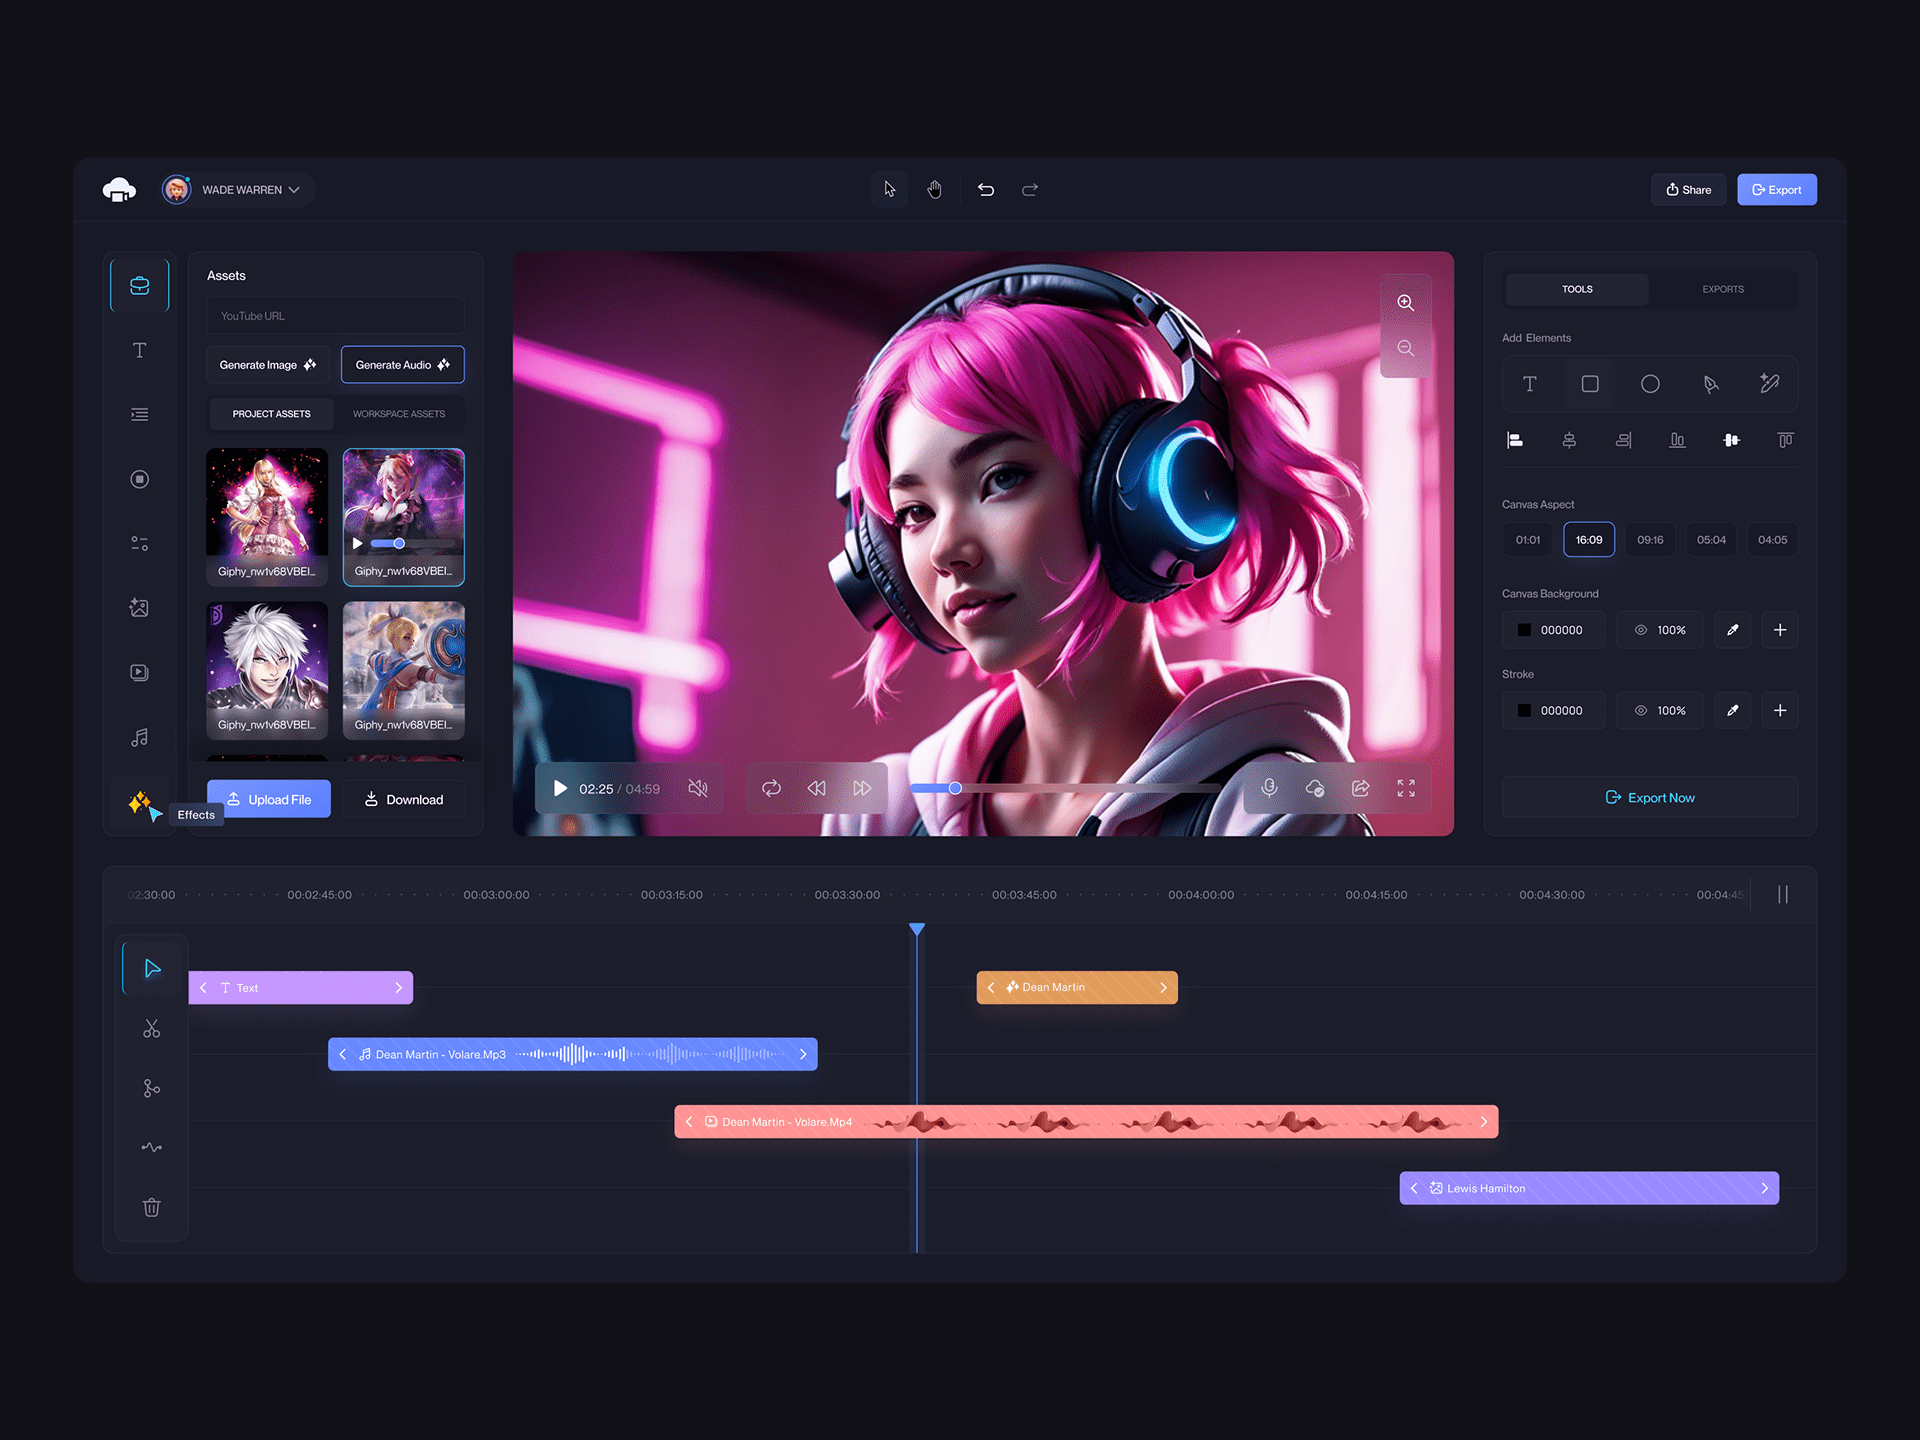 WADE WARREN
Share
Export
Assets
YouTube URL
Generate Image
Generate Audio
PROJECT ASSETS
WORKSPACE ASSETS
Giphy_nw1v68VBEI...
Giphy_nw1v68VBEI...
Giphy_nw1v68VBEI...
Giphy_nw1v68VBEI...
Upload File
Download
Effects
02:25 / 04:59
TOOLS
EXPORTS
Add Elements
Canvas Aspect
01:01
16:09
09:16
05:04
04:05
Canvas Background
000000
100%
Stroke
000000
100%
Export Now
02:30:00
00:02:45:00
00:03:00:00
00:03:15:00
00:03:30:00
00:03:45:00
00:04:00:00
00:04:15:00
00:04:30:00
00:04:45
Text
Dean Martin
Dean Martin - Volare.Mp3
Dean Martin - Volare.Mp4
Lewis Hamilton